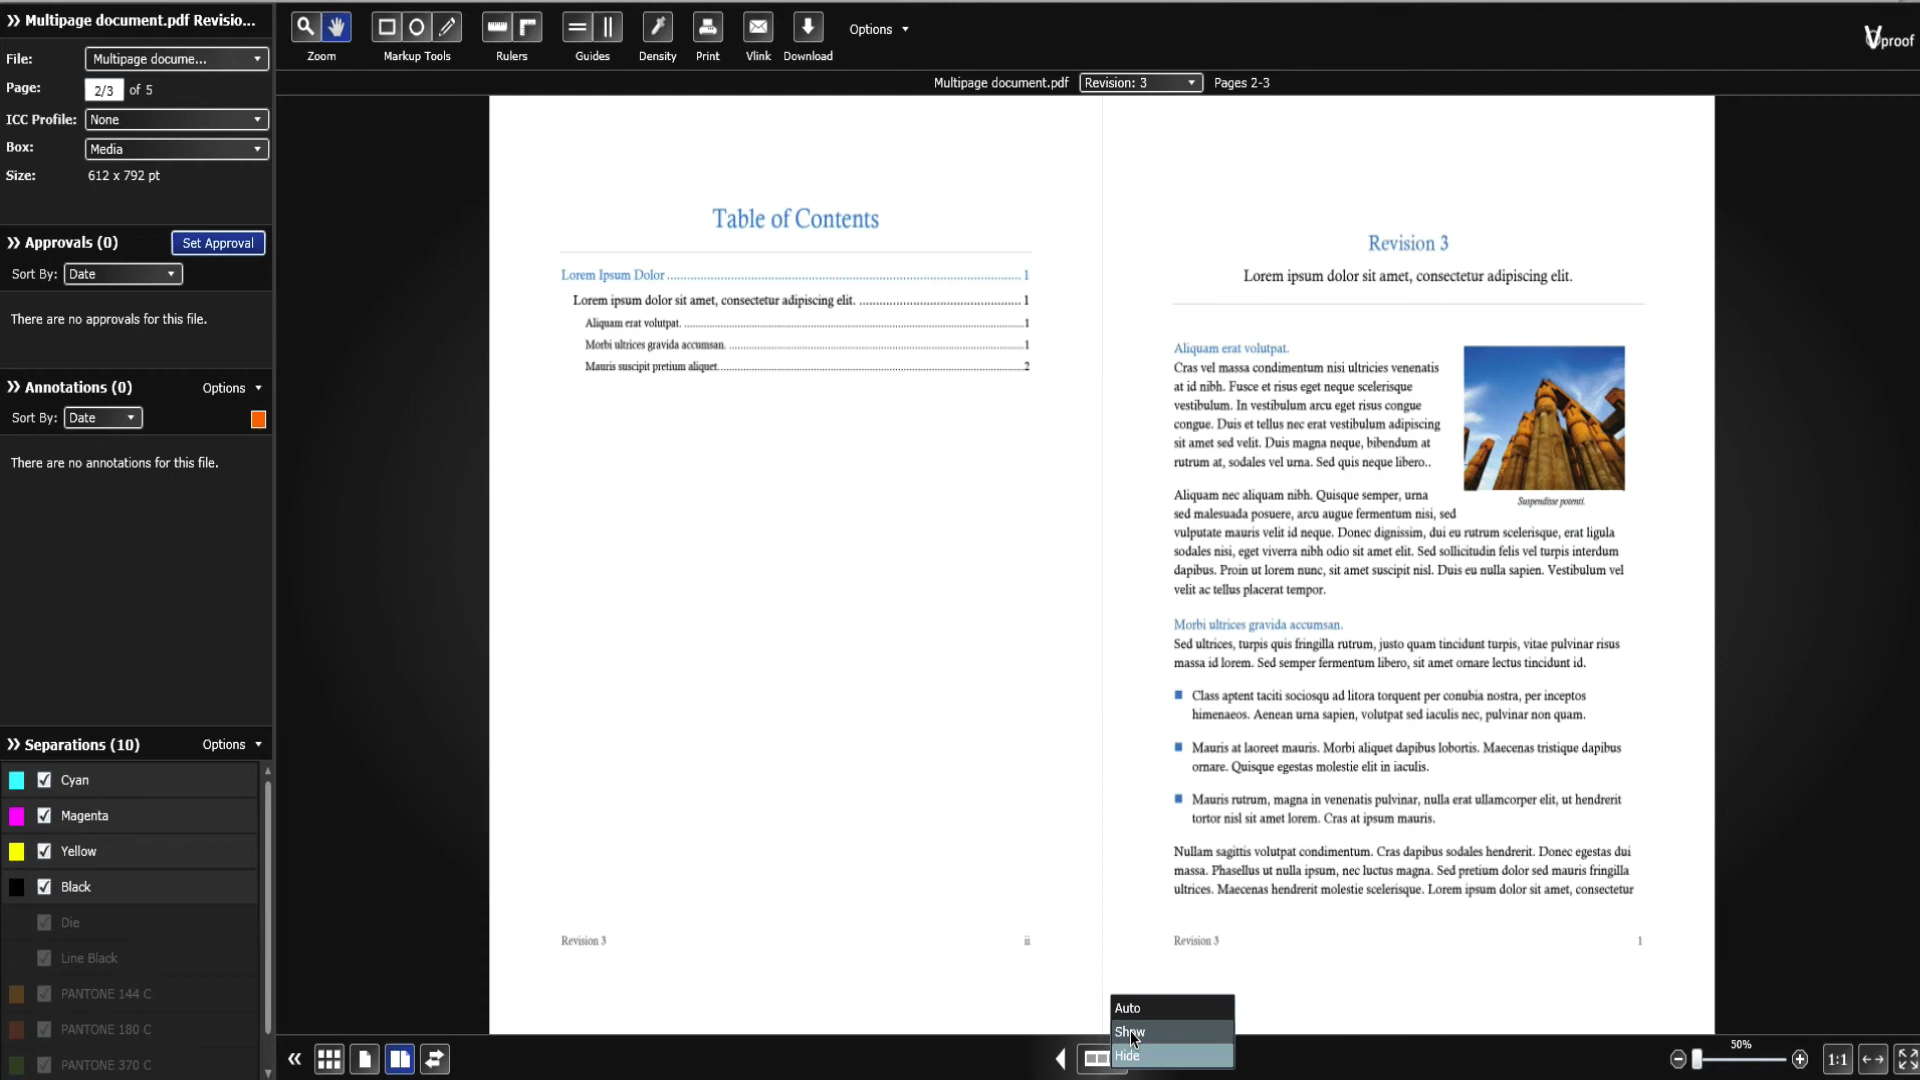 Multipage document.pdf Revisio...
File: Multipage docume...
Page: 2/3 of 5
ICC Profile: None
Box: Media
Size: 612 x 792 pt
Approvals (0) Set Approval
Sort By: Date
There are no approvals for this file.
Annotations (0) Options
Sort By: Date
There are no annotations for this file.
Separations (10) Options
Cyan
Magenta
Yellow
Black
Die
Line Black
PANTONE 144 C
PANTONE 180 C
PANTONE 370 C
Zoom Markup Tools Rulers Guides Density Print Vlink Download Options
Vproof
Multipage document.pdf Revision: 3 Pages 2-3
Table of Contents
Lorem Ipsum Dolor 1
Lorem ipsum dolor sit amet, consectetur adipiscing elit. 1
Aliquam erat volutpat. 1
Morbi ultrices gravida accumsan. 1
Mauris suscipit pretium aliquet. 2
Revision 3 ii
Revision 3
Lorem ipsum dolor sit amet, consectetur adipiscing elit.
Aliquam erat volutpat.
Cras vel massa condimentum nisi ultricies venenatis
at id nibh. Fusce et risus eget neque scelerisque
vestibulum. In vestibulum arcu eget risus congue
congue. Duis et tellus nec erat vestibulum adipiscing
sit amet sed velit. Duis magna neque, bibendum at
rutrum at, sodales vel urna. Sed quis neque libero..
Suspendisse potenti.
Aliquam nec aliquam nibh. Quisque semper, urna
sed malesuada posuere, arcu augue fermentum nisi, sed
vulputate mauris velit id neque. Donec dignissim, dui eu rutrum scelerisque, erat ligula
sodales nisi, eget viverra nibh odio sit amet elit. Sed sollicitudin felis vel turpis interdum
dapibus. Proin ut lorem nunc, sit amet suscipit nisl. Duis eu nulla sapien. Vestibulum vel
velit ac tellus placerat tempor.
Morbi ultrices gravida accumsan.
Sed ultrices, turpis quis fringilla rutrum, justo quam tincidunt turpis, vitae pulvinar risus
massa id lorem. Sed semper fermentum libero, sit amet ornare lectus tincidunt id.
Class aptent taciti sociosqu ad litora torquent per conubia nostra, per inceptos
himenaeos. Aenean urna sapien, volutpat sed iaculis nec, pulvinar non quam.
Mauris at laoreet mauris. Morbi aliquet dapibus lobortis. Maecenas tristique dapibus
ornare. Quisque egestas molestie elit in iaculis.
Mauris rutrum, magna in venenatis pulvinar, nulla erat ullamcorper elit, ut hendrerit
tortor nisl sit amet lorem. Cras at ipsum mauris.
Nullam sagittis volutpat condimentum. Cras dapibus sodales hendrerit. Donec egestas dui
massa. Phasellus ut nulla ipsum, nec luctus magna. Sed pretium dolor sed mauris fringilla
ultrices. Maecenas hendrerit molestie scelerisque. Lorem ipsum dolor sit amet, consectetur
Revision 3 1
Auto
Show
Hide
50%
1:1